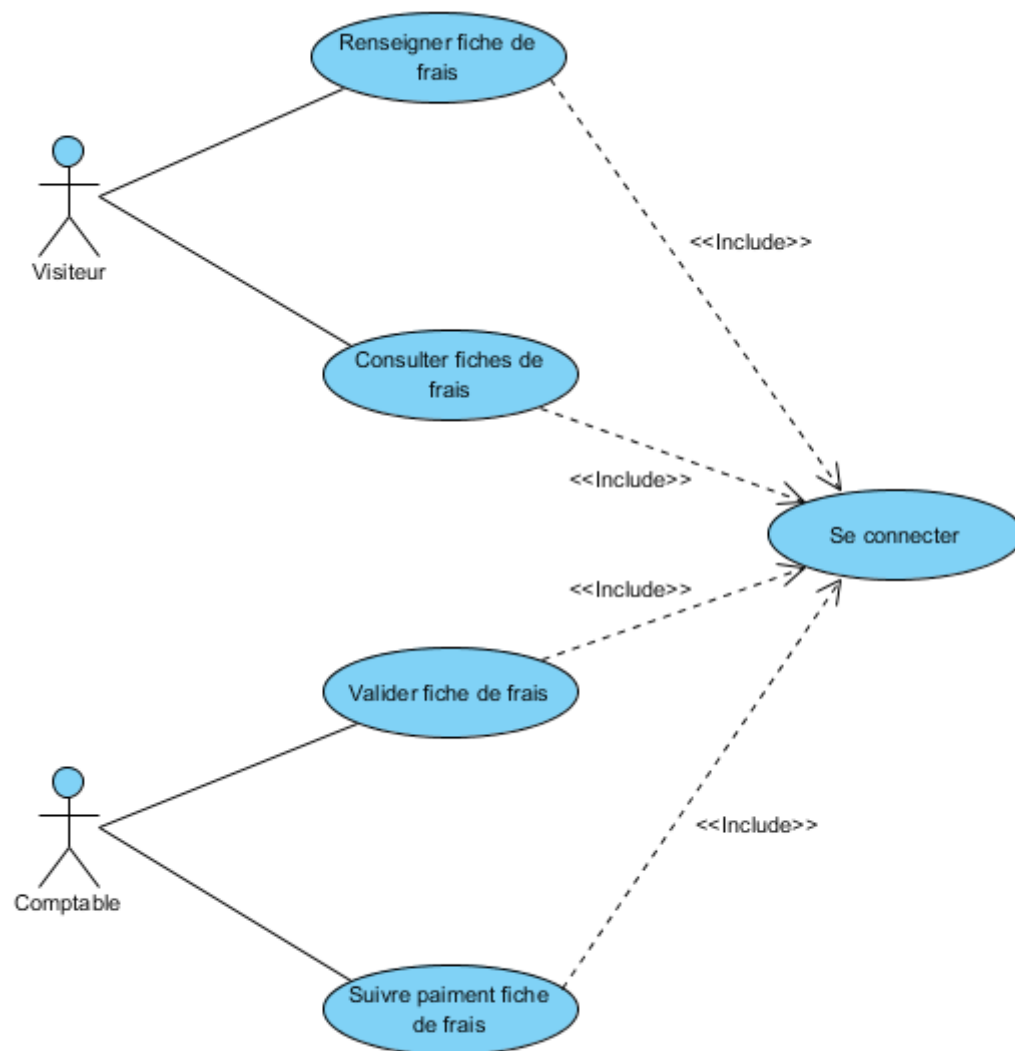 Renseigner fiche de
frais
<<Include>>
Visiteur
Consulter fiches de
frais
<<Include>>
Se connecter
<<Include>>
Valider fiche de frais
<<Include>>
Comptable
Suivre paiment fiche
de frais